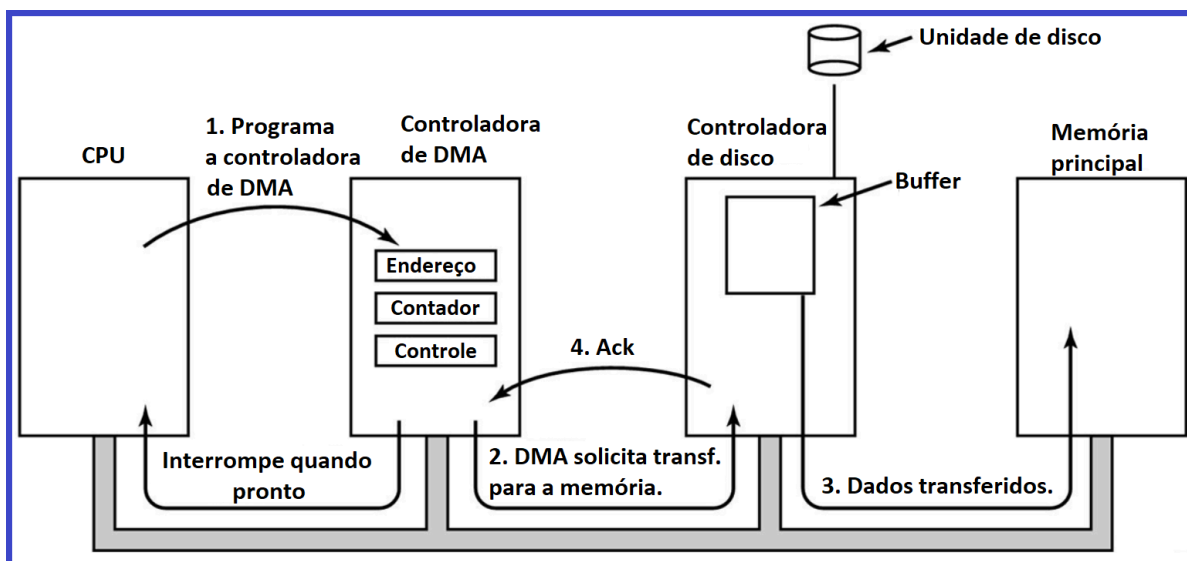 Unidade de disco
1. Programa
a controladora
de DMA
CPU
Controladora
de DMA
Controladora
de disco
Memória
principal
Buffer
Endereço
Contador
Controle
4. Ack
Interrompe quando
pronto
2. DMA solicita transf.
para a memória.
3. Dados transferidos.